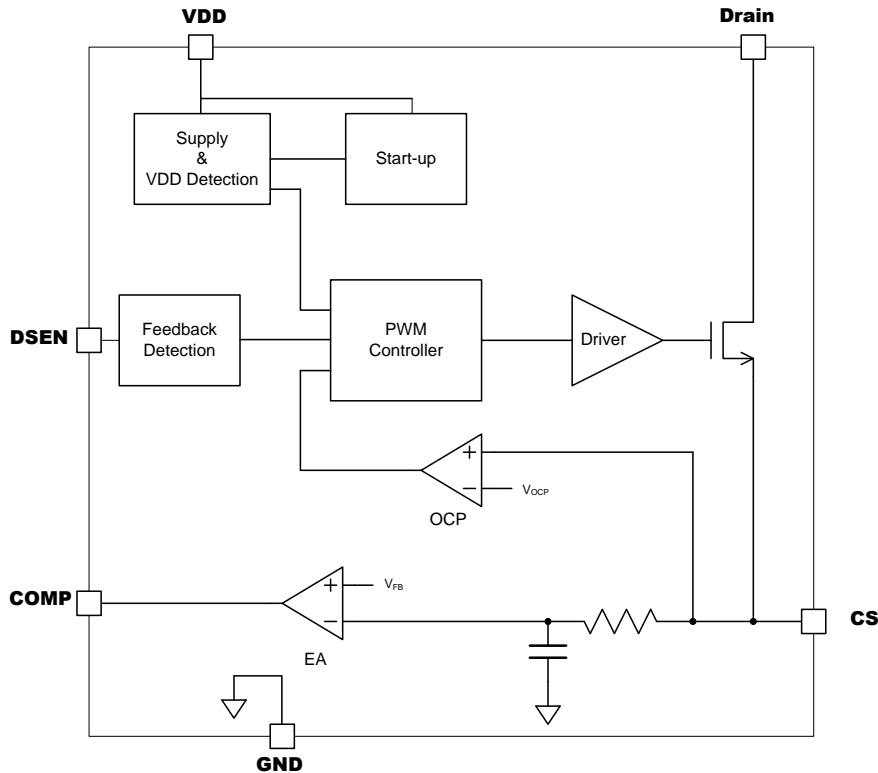 VDD
Drain
Supply
&
VDD Detection
Start-up
DSEN
Feedback
Detection
PWM
Controller
Driver
+
−
VOCP
OCP
COMP
+
−
VFB
EA
CS
GND